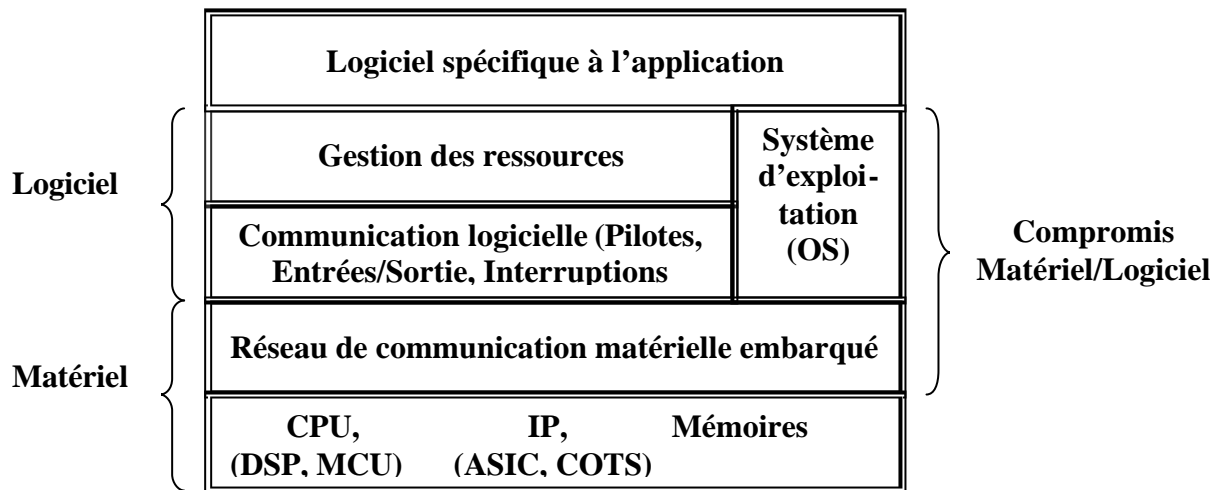 Logiciel spécifique à l’application
Logiciel
Gestion des ressources
Communication logicielle (Pilotes,
Entrées/Sortie, Interruptions
Système
d’exploi-
tation
(OS)
Compromis
Matériel/Logiciel
Matériel
Réseau de communication matérielle embarqué
CPU, IP, Mémoires
(DSP, MCU) (ASIC, COTS)